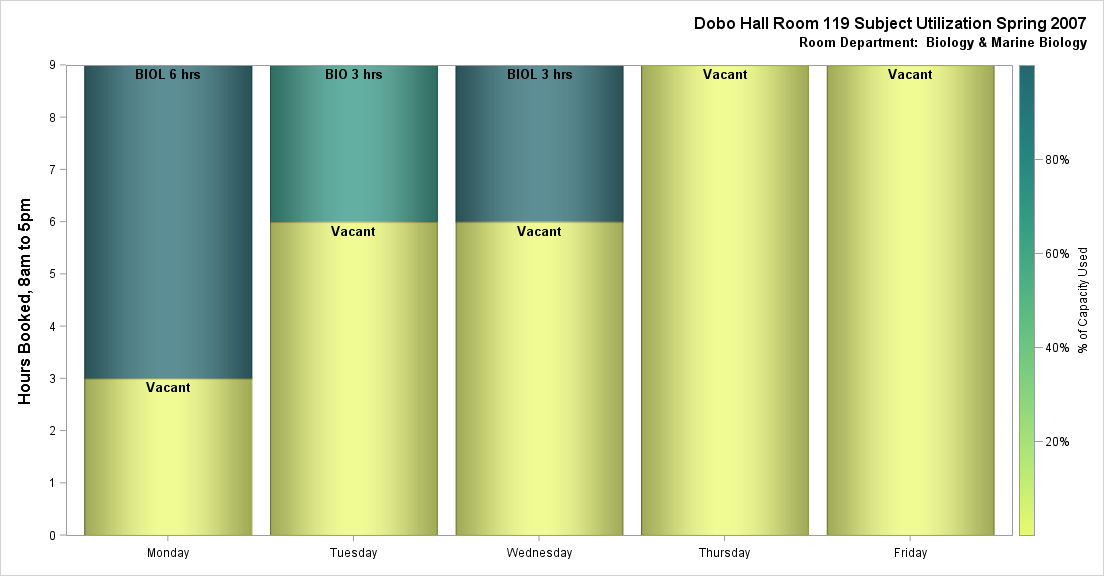 Dobo Hall Room 119 Subject Utilization Spring 2007
Room Department:  Biology & Marine Biology
Hours Booked, 8am to 5pm
9
8
7
6
5
4
3
2
1
0
BIOL 6 hrs
Vacant
BIO 3 hrs
Vacant
BIOL 3 hrs
Vacant
Vacant
Vacant
Monday
Tuesday
Wednesday
Thursday
Friday
80%
60%
40%
20%
% of Capacity Used